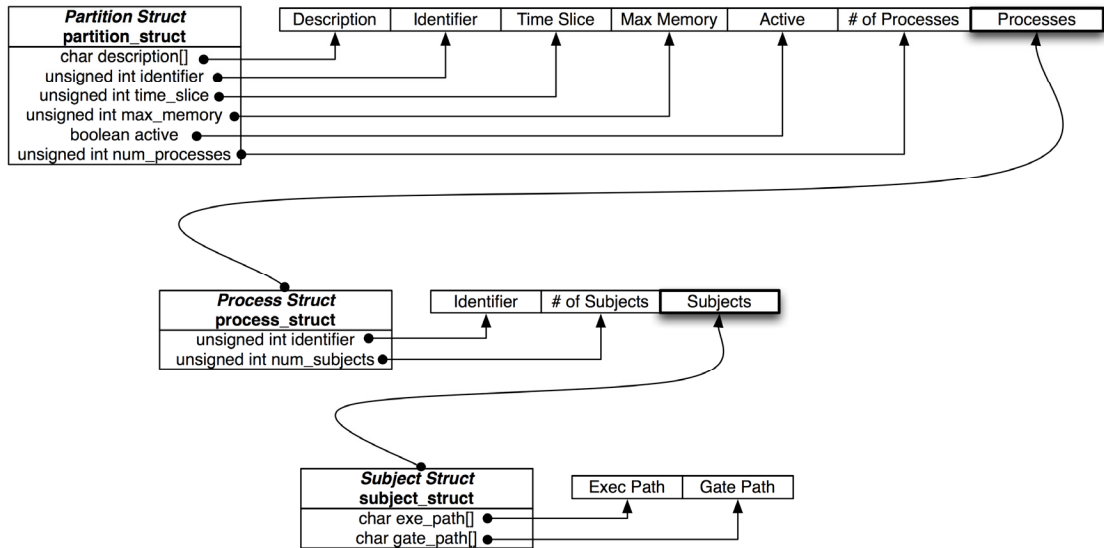 Partition Struct
partition_struct
char description[]
unsigned int identifier
unsigned int time_slice
unsigned int max_memory
boolean active
unsigned int num_processes
Description Identifier Time Slice Max Memory Active # of Processes Processes
Process Struct
process_struct
unsigned int identifier
unsigned int num_subjects
Identifier # of Subjects Subjects
Subject Struct
subject_struct
char exe_path[]
char gate_path[]
Exec Path Gate Path